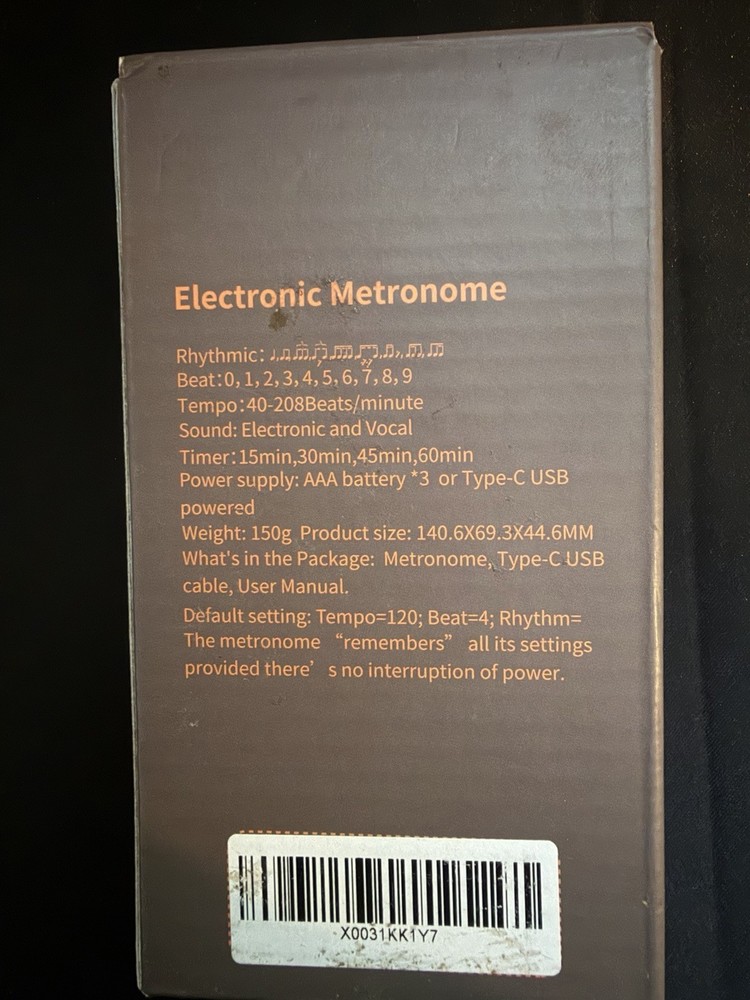 Electronic Metronome
Rhythmic:
Beat:0,1,2,3,4,5,6,7,8,9
Tempo:40-208Beats/minute
Sound: Electronic and Vocal
Timer:15min,30min,45min,60min
Power supply: AAA battery *3 or Type-C USB
powered
Weight: 150g Product size: 140.6X69.3X44.6MM
What's in the Package: Metronome, Type-C USB
cable, User Manual.
Default setting: Tempo=120; Beat=4; Rhythm=
The metronome “remembers” all its settings
provided there’ s no interruption of power.
X0031KK1Y7